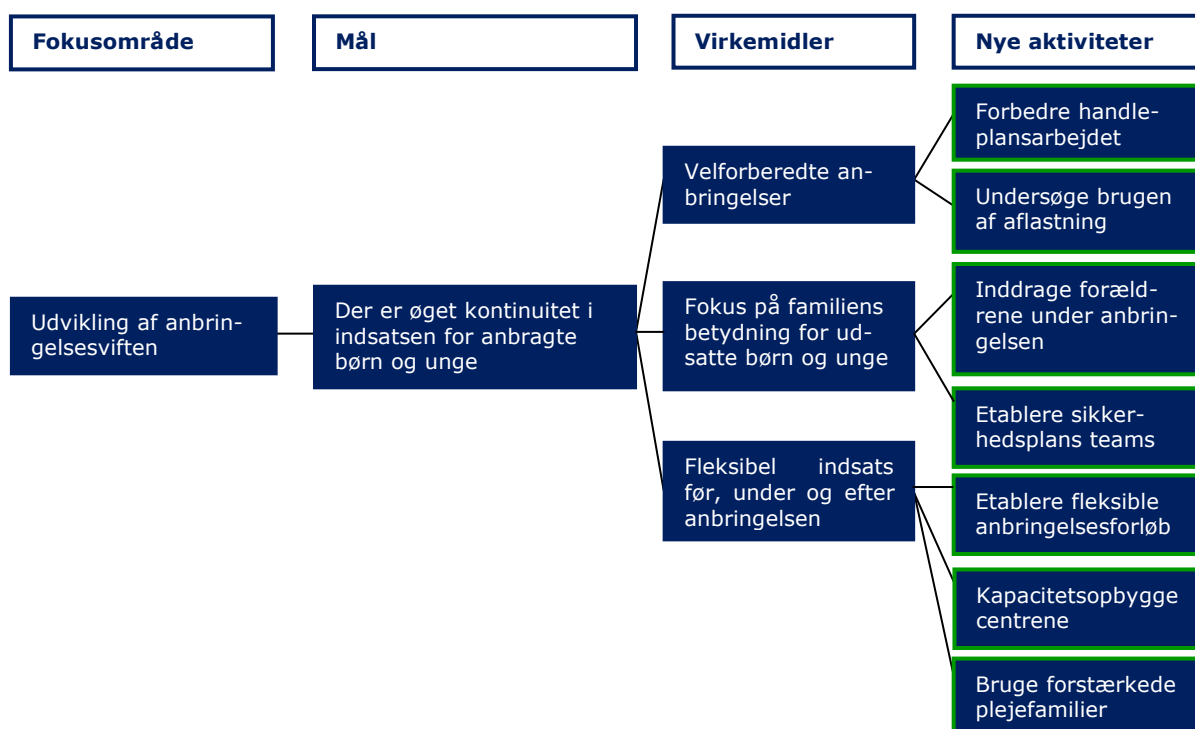 Fokusområde
Mål
Virkemidler
Nye aktiviteter
Udvikling af anbrin-
gelsesviften
Der er øget kontinuitet i
indsatsen for anbragte
børn og unge
Velforberedte an-
bringelser
Fokus på familiens
betydning for ud-
satte børn og unge
Fleksibel indsats
før, under og efter
anbringelsen
Forbedre handle-
plansarbejdet
Undersøge brugen
af aflastning
Inddrage foræld-
rene under anbrin-
gelsen
Etablere sikker-
hedsplans teams
Etablere fleksible
anbringelsesforløb
Kapacitetsopbygge
centrene
Bruge forstærkede
plejefamilier